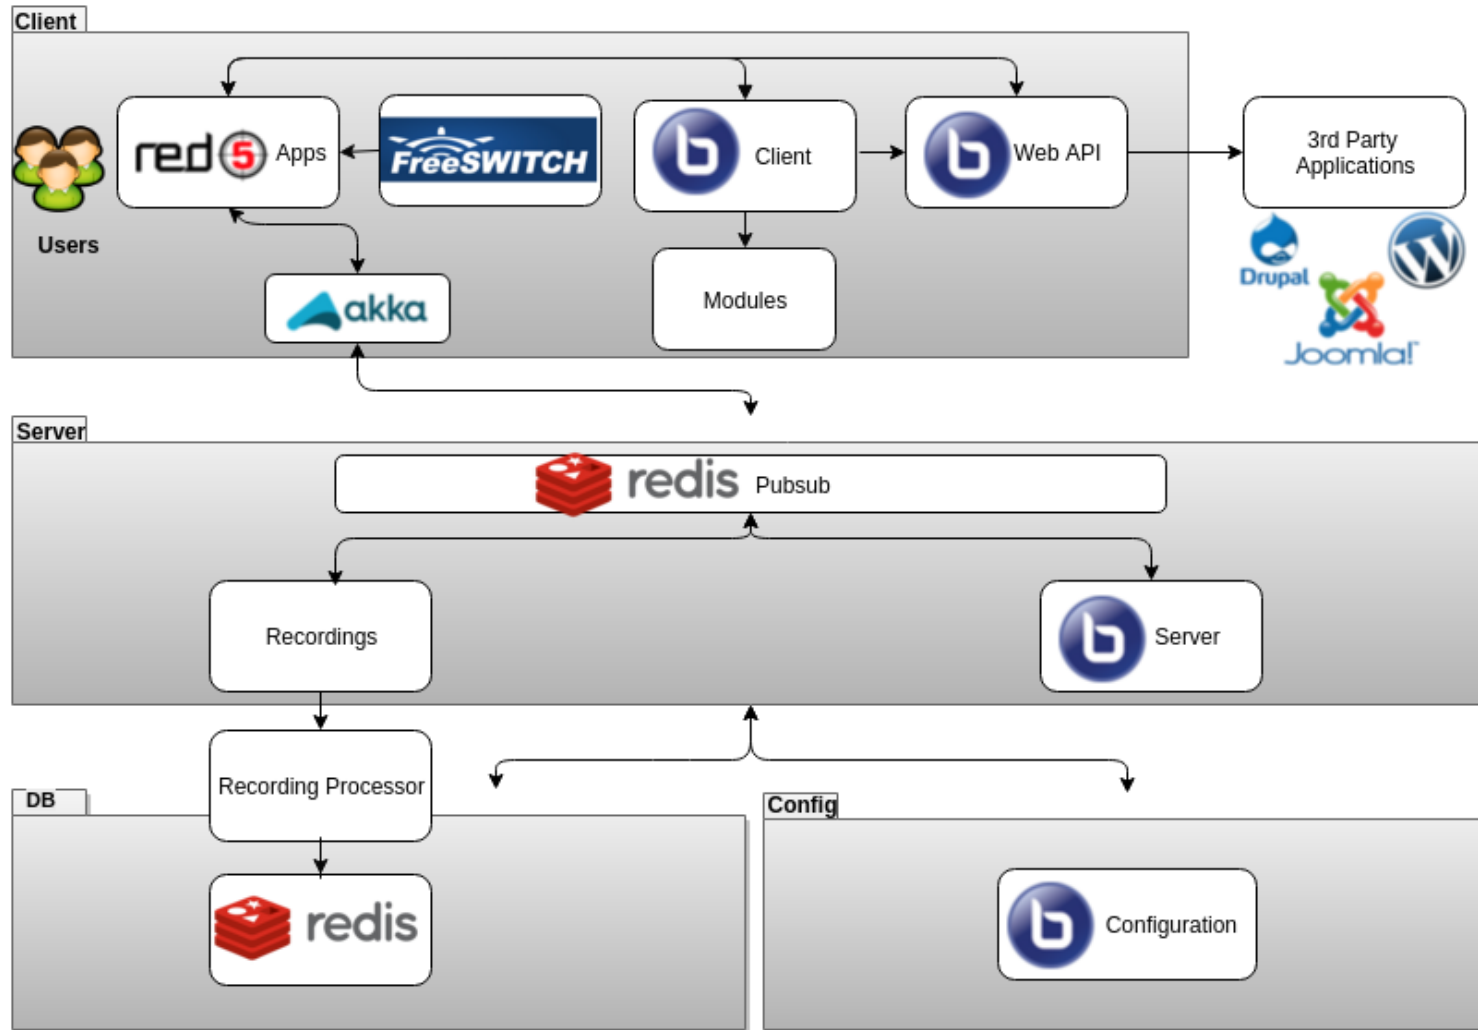 Client
red5 Apps
FreeSWITCH
b Client
b Web API
3rd Party
Applications
Users
akka
Modules
Drupal
W
Joomla!
Server
redis Pubsub
Recordings
b Server
Recording Processor
DB
Config
redis
b Configuration